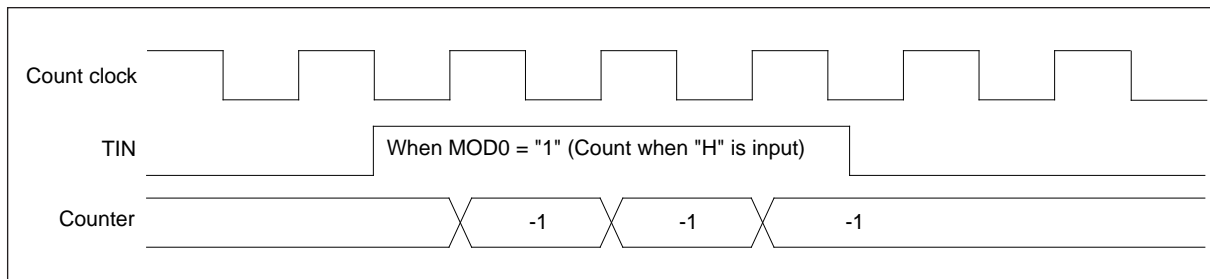 Count clock
TIN
When MOD0 = "1" (Count when "H" is input)
Counter
-1
-1
-1